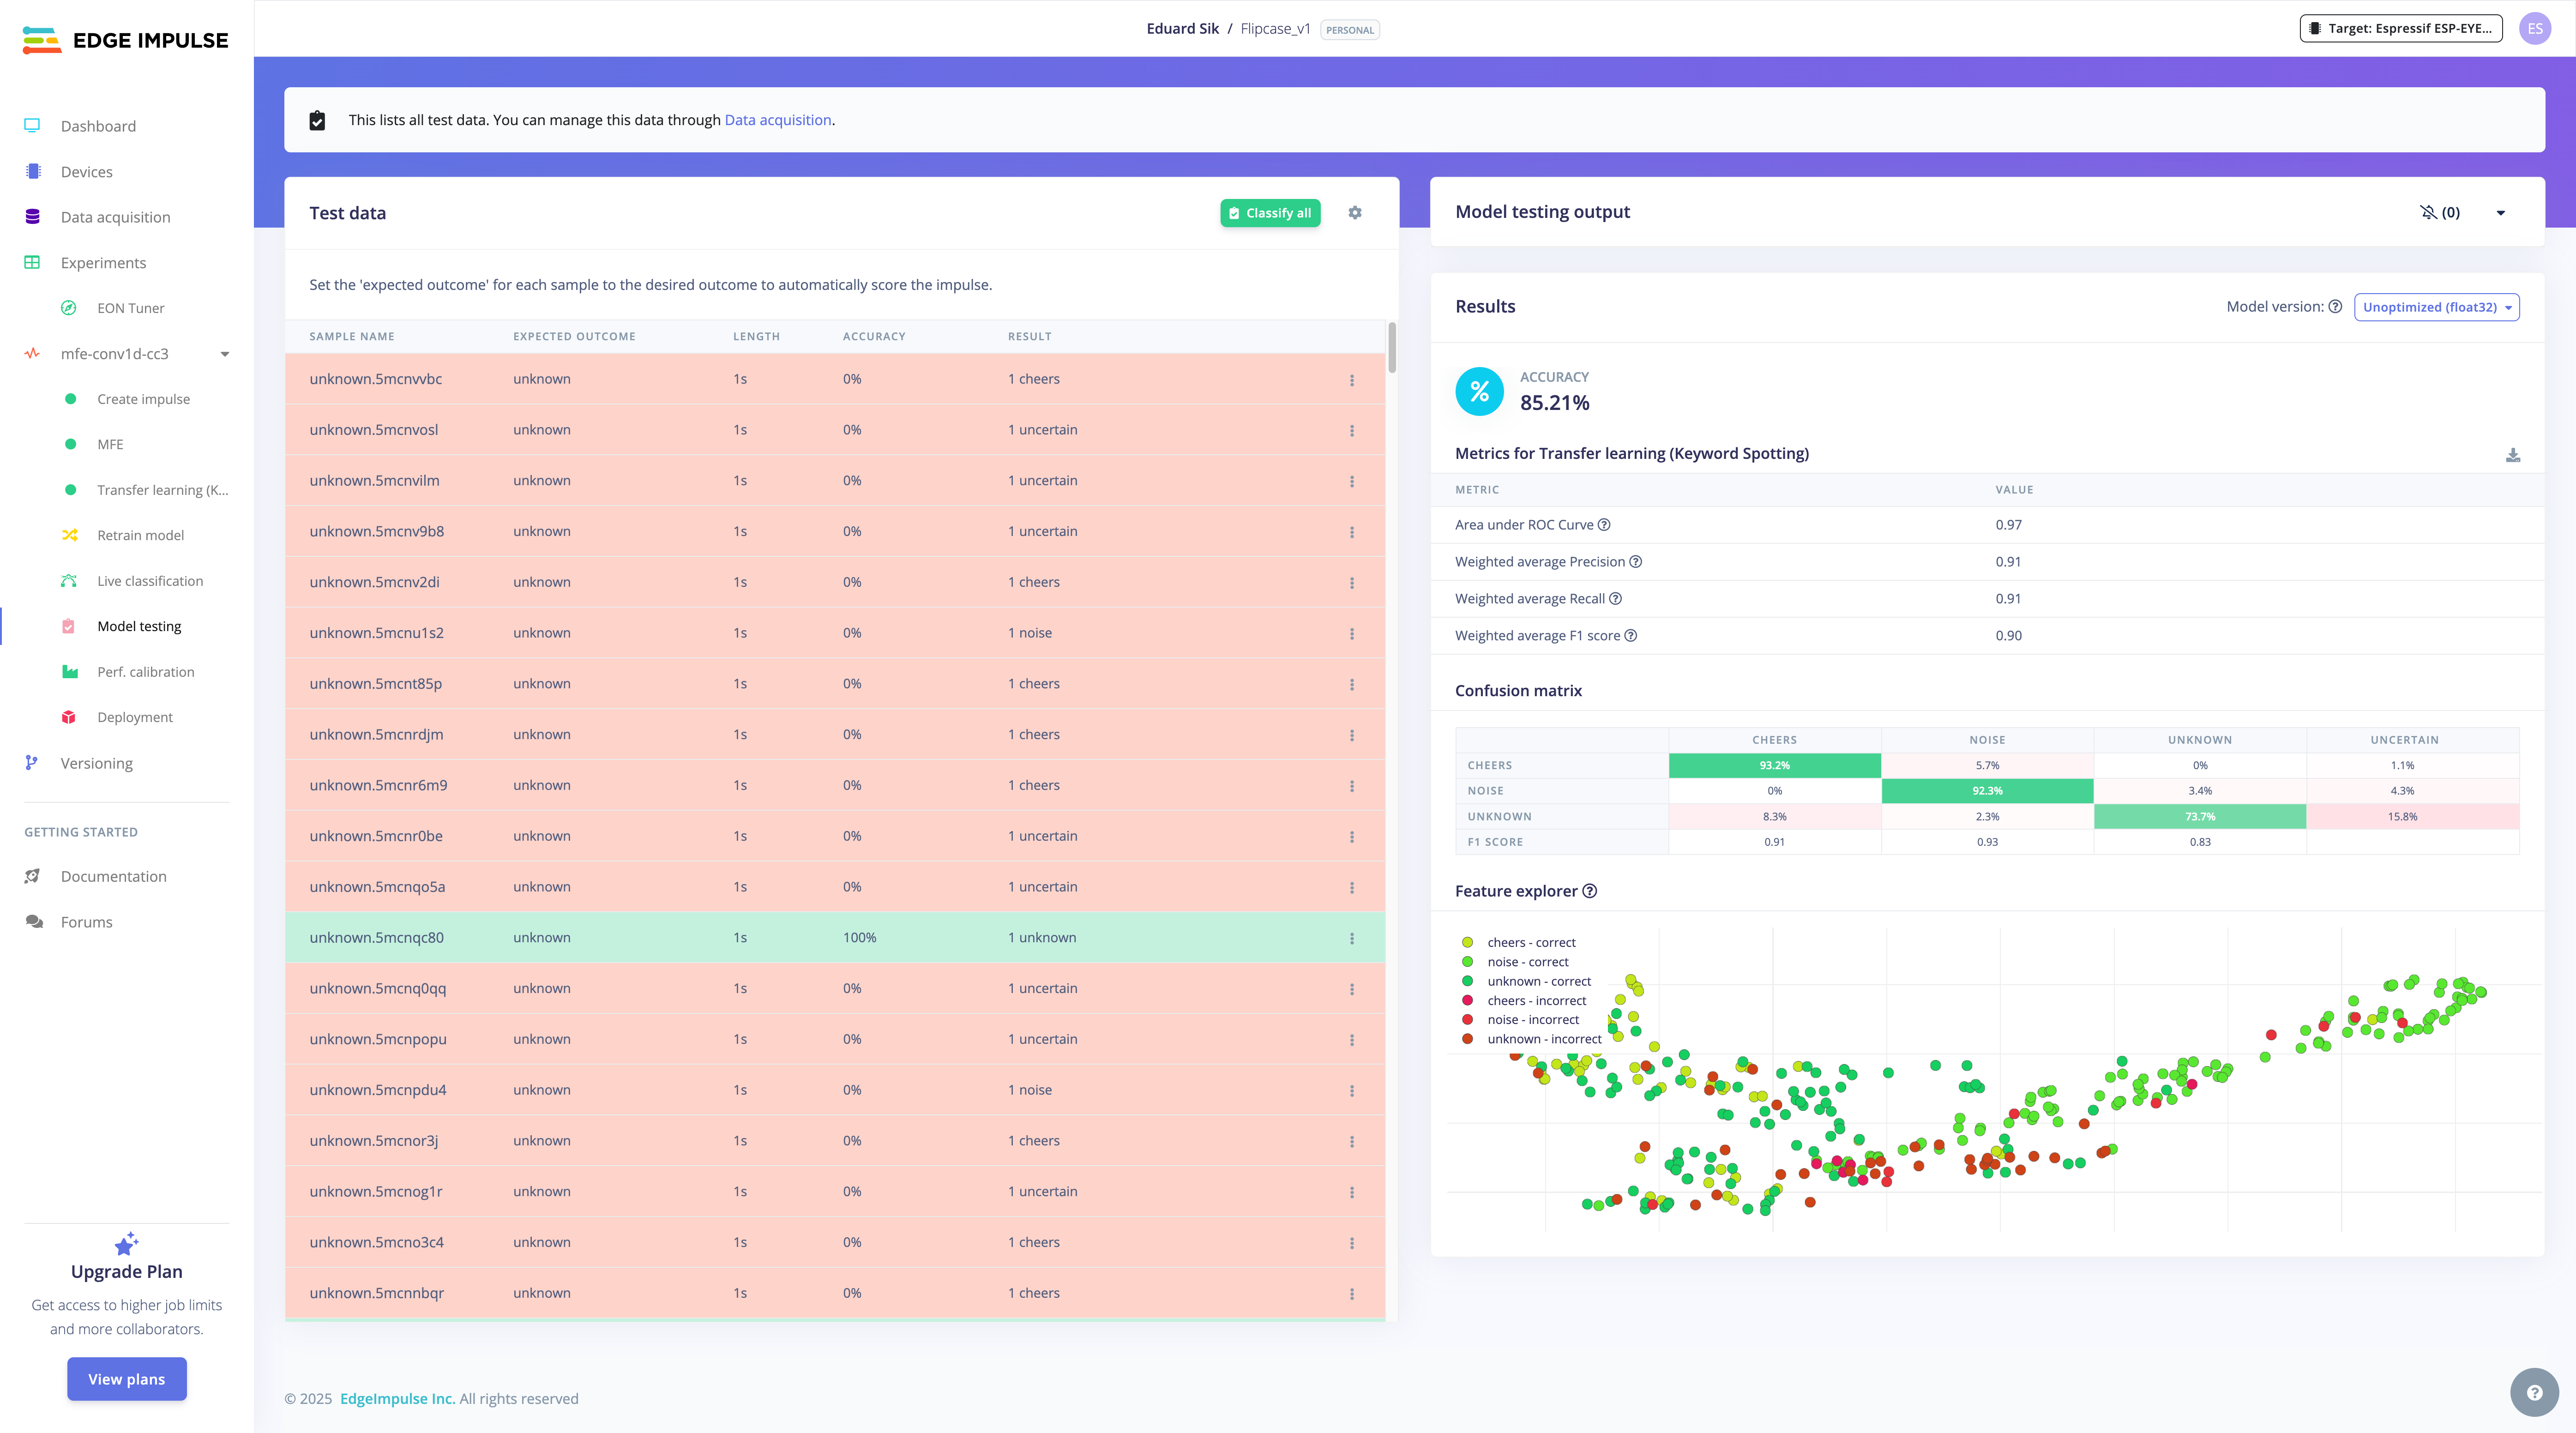 EDGE IMPULSE
Dashboard
Devices
Data acquisition
Experiments
EON Tuner
mfe-conv1d-cc3
Create impulse
MFE
Transfer learning (K...
Retrain model
Live classification
Model testing
Perf. calibration
Deployment
Versioning
GETTING STARTED
Documentation
Forums
Upgrade Plan
Get access to higher job limits
and more collaborators.
View plans
Eduard Sik / Flipcase_v1 PERSONAL
Target: Espressif ESP-EYE...
ES
This lists all test data. You can manage this data through Data acquisition.
Test data
Classify all
Set the 'expected outcome' for each sample to the desired outcome to automatically score the impulse.
SAMPLE NAME EXPECTED OUTCOME LENGTH ACCURACY RESULT
unknown.5mcnvvbc unknown 1s 0% 1 cheers
unknown.5mcnvosl unknown 1s 0% 1 uncertain
unknown.5mcnvilm unknown 1s 0% 1 uncertain
unknown.5mcnv9b8 unknown 1s 0% 1 uncertain
unknown.5mcnv2di unknown 1s 0% 1 cheers
unknown.5mcnu1s2 unknown 1s 0% 1 noise
unknown.5mcnt85p unknown 1s 0% 1 cheers
unknown.5mcnrdjm unknown 1s 0% 1 cheers
unknown.5mcnr6m9 unknown 1s 0% 1 cheers
unknown.5mcnr0be unknown 1s 0% 1 uncertain
unknown.5mcnqo5a unknown 1s 0% 1 uncertain
unknown.5mcnqc80 unknown 1s 100% 1 unknown
unknown.5mcnq0qq unknown 1s 0% 1 uncertain
unknown.5mcnpopu unknown 1s 0% 1 uncertain
unknown.5mcnpdu4 unknown 1s 0% 1 noise
unknown.5mcnor3j unknown 1s 0% 1 cheers
unknown.5mcnog1r unknown 1s 0% 1 uncertain
unknown.5mcno3c4 unknown 1s 0% 1 cheers
unknown.5mcnnbqr unknown 1s 0% 1 cheers
Model testing output
(0)
Results
Model version: Unoptimized (float32)
%
ACCURACY
85.21%
Metrics for Transfer learning (Keyword Spotting)
METRIC VALUE
Area under ROC Curve 0.97
Weighted average Precision 0.91
Weighted average Recall 0.91
Weighted average F1 score 0.90
Confusion matrix
CHEERS NOISE UNKNOWN UNCERTAIN
CHEERS 93.2% 5.7% 0% 1.1%
NOISE 0% 92.3% 3.4% 4.3%
UNKNOWN 8.3% 2.3% 73.7% 15.8%
F1 SCORE 0.91 0.93 0.83
Feature explorer
cheers - correct
noise - correct
unknown - correct
cheers - incorrect
noise - incorrect
unknown - incorrect
© 2025 EdgeImpulse Inc. All rights reserved